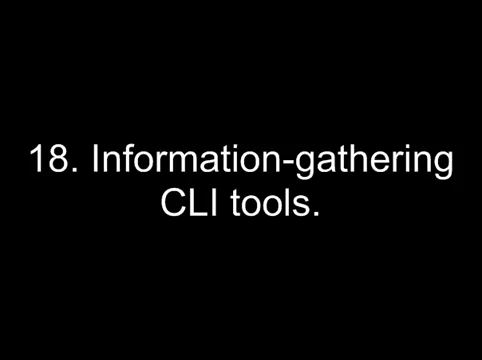 18. Information-gathering
CLI tools.